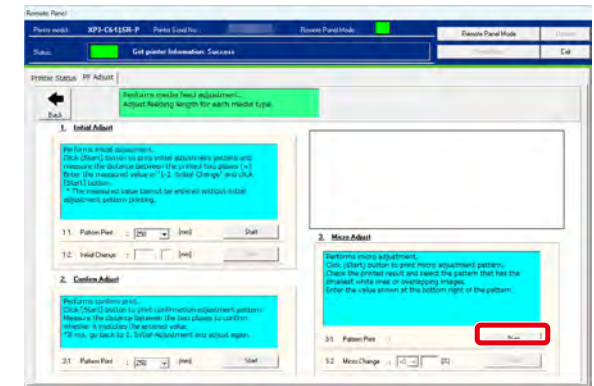 Remote Panel
Printer model: XPJ-C641SR-P Printer Serial No. Remote Panel Mode Remote Panel Mode
Status: Get printer Information: Success Exit
Printer Status PF Adjust
Performs media feed adjustment.
Adjust feeding length for each media type.
Back
1. Initial Adjust
Performs initial adjustment.
Click [Start] button to print initial adjustment pattern and
measure the distance between the printed two places (+)
Enter the measured value in "1-2. Initial Change" and click
[Start] button.
* The measured value cannot be entered without initial
adjustment pattern printing.
1.1. Pattern Print : 250 [mm] Start
1.2. Initial Change : [mm]
2. Confirm Adjust
Performs confirm print.
Click [Start] button to print confirmation adjustment pattern.
Measure the distance between the two places to confirm
whether it matches the entered value.
*If not, go back to 1. Initial Adjustment and adjust again.
2.1. Pattern Print : 250 [mm] Start
3. Micro Adjust
Performs micro adjustment.
Click [Start] button to print micro adjustment pattern.
Check the printed result and select the pattern that has the
smallest white lines or overlapping images.
Enter the value shown at the bottom right of the pattern.
3.1. Pattern Print : Start
3.2. Micro Change : [%]